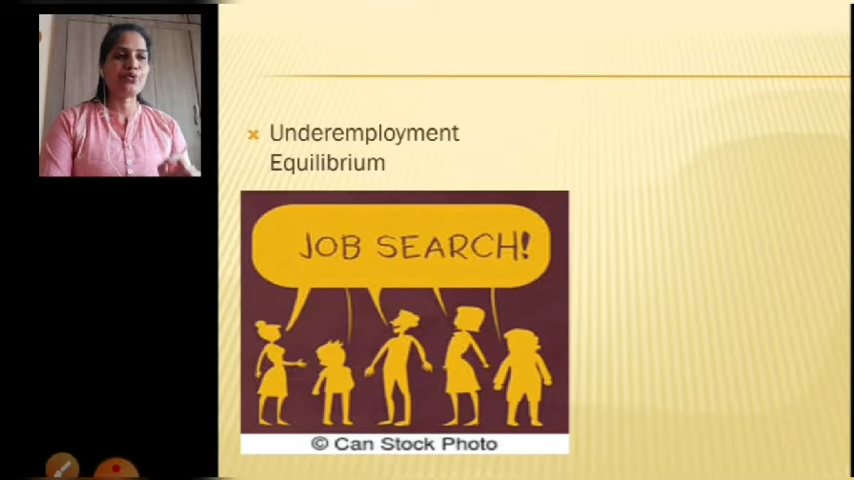 Underemployment
Equilibrium
JOB SEARCH!
© Can Stock Photo